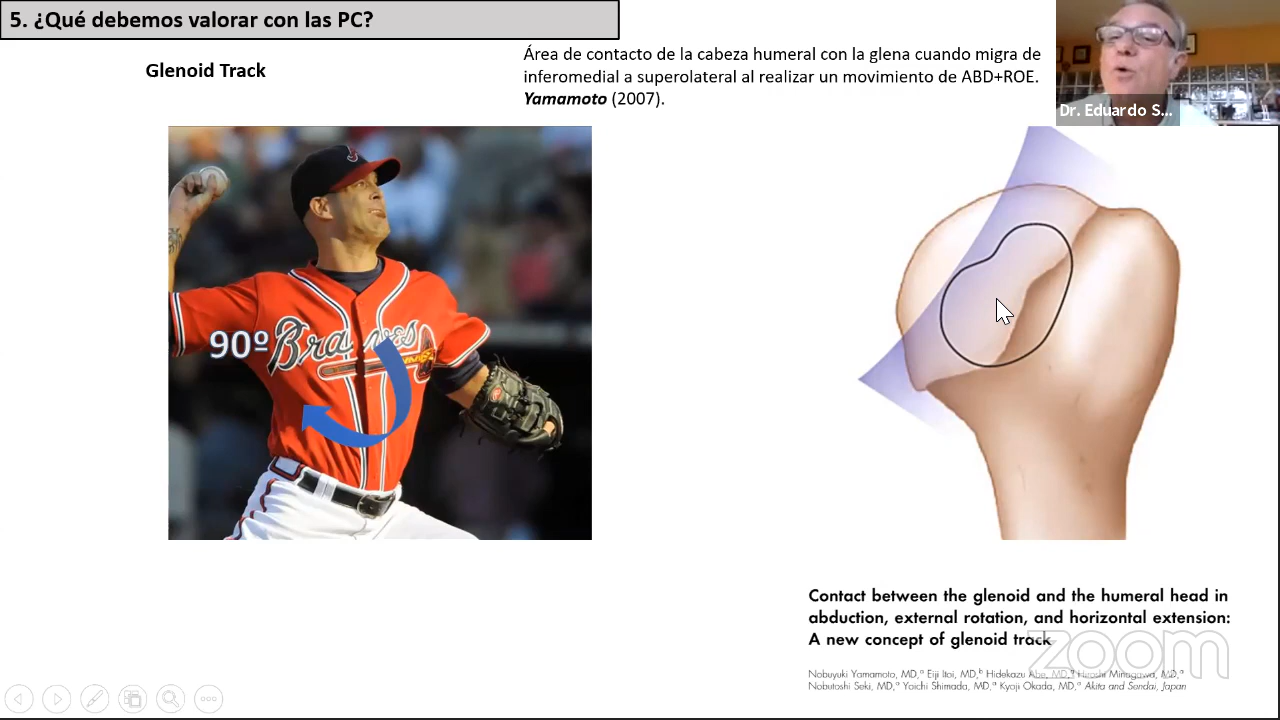 5. ¿Qué debemos valorar con las PC?
Glenoid Track
Área de contacto de la cabeza humeral con la glena cuando migra de
inferomedial a superolateral al realizar un movimiento de ABD+ROE.
Yamamoto (2007).
Dr. Eduardo S...
90º
Braves
Contact between the glenoid and the humeral head in
abduction, external rotation, and horizontal extension:
A new concept of glenoid track
zoom
Nobuyuki Yamamoto, MD,ᵃ Eiji Itoi, MD,ᵇ Hidekazu Abe, MD,ᵃ Hiroshi Minagawa, MD,ᵃ
Nobutoshi Seki, MD,ᵃ Yoichi Shimada, MD,ᵃ Kyoji Okada, MD,ᵃ Akita and Sendai, Japan